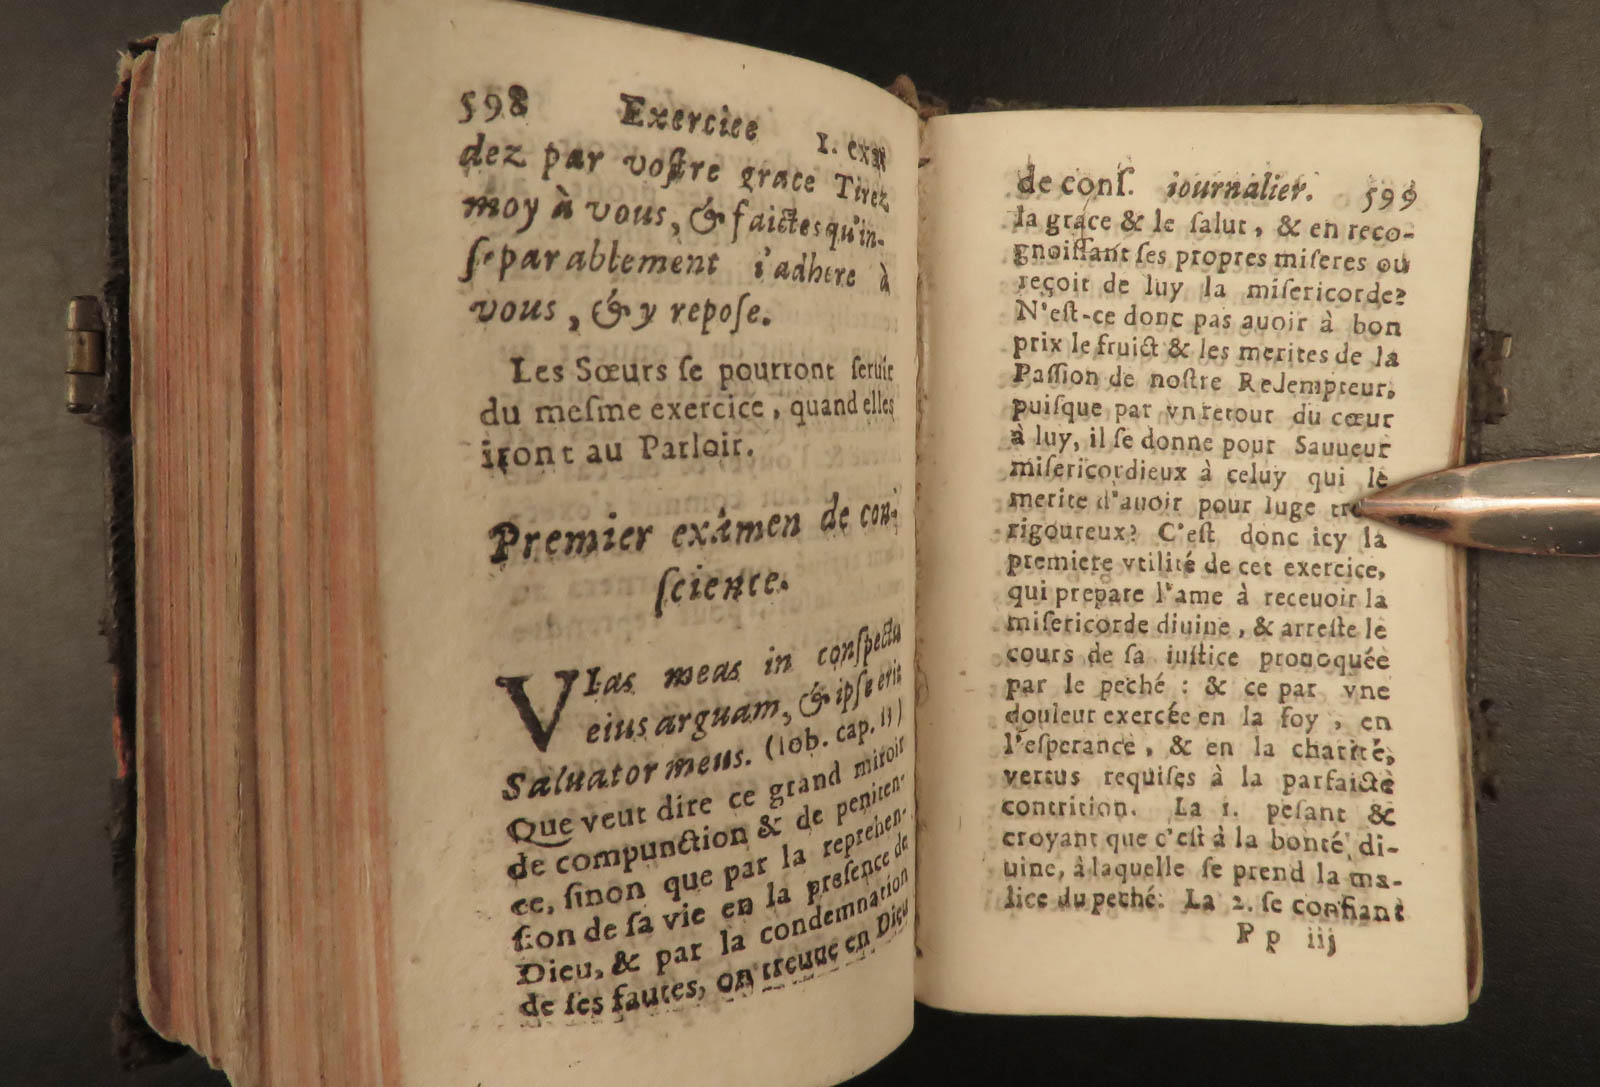 598 Exercice 1. exa
dez par vostre grace Tirez
moy à vous, & faictes qu'in-
separablement i'adhere à
vous, & y repose.
Les Sœurs se pourront seruir
du mesme exercice, quand elles
iront au Parloir.
Premier exámen de con-
science.
VIas meas in conspectu
eius arguam, & ipse erit
Saluator meus. (Iob. cap. 13)
Que veut dire ce grand miroir
de compunction & de peniten-
ce, sinon que par la reprehen-
sion de sa vie en la presence de
Dieu, & par la condemnation
de ses fautes, on treuue en Dieu
de consſ. iournalier. 599
la grace & le salut, & en reco-
gnoissant ses propres miseres on
reçoit de luy la misericorde?
N'est-ce donc pas auoir à bon
prix le fruict & les merites de la
Passion de nostre Redempteur,
puisque par vn retour du cœur
à luy, il se donne pour Sauueur
misericordieux à celuy qui le
merite d'auoir pour Iuge
rigoureux? C'est donc icy la
premiere vtilité de cet exercice,
qui prepare l'ame à receuoir la
misericorde diuine, & arreste le
cours de sa iustice prouoquée
par le peché : & ce par vne
douleur exercée en la foy, en
l'esperance, & en la charité,
vertus requises à la parfaicte
contrition. La 1. pesant &
croyant que c'est à la bonté di-
uine, à laquelle se prend la ma-
lice du peché. La 2. se confiant
P p iij